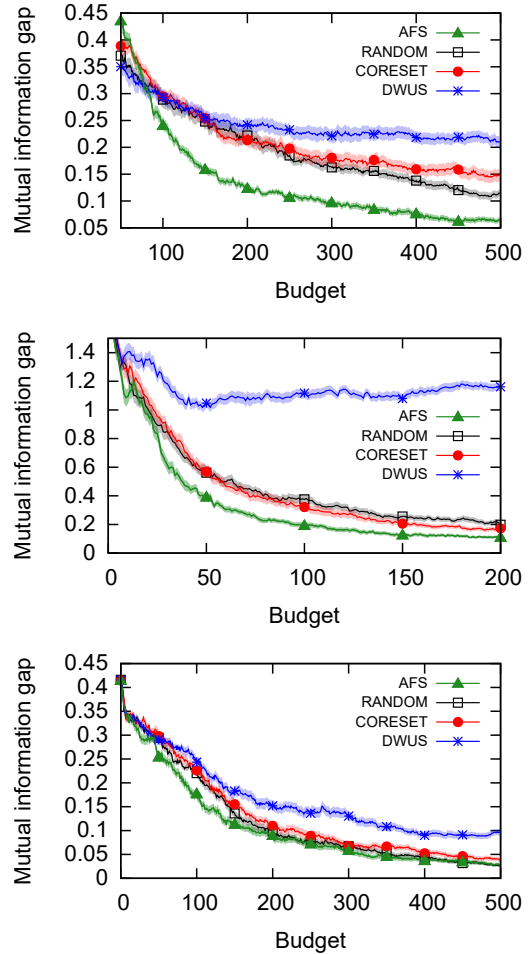 Mutual information gap
0.45
0.4
0.35
0.3
0.25
0.2
0.15
0.1
0.05
AFS
RANDOM
CORESET
DWUS
100 200 300 400 500
Budget
Mutual information gap
1.4
1.2
1
0.8
0.6
0.4
0.2
0
AFS
RANDOM
CORESET
DWUS
0 50 100 150 200
Budget
Mutual information gap
0.45
0.4
0.35
0.3
0.25
0.2
0.15
0.1
0.05
0
AFS
RANDOM
CORESET
DWUS
0 100 200 300 400 500
Budget